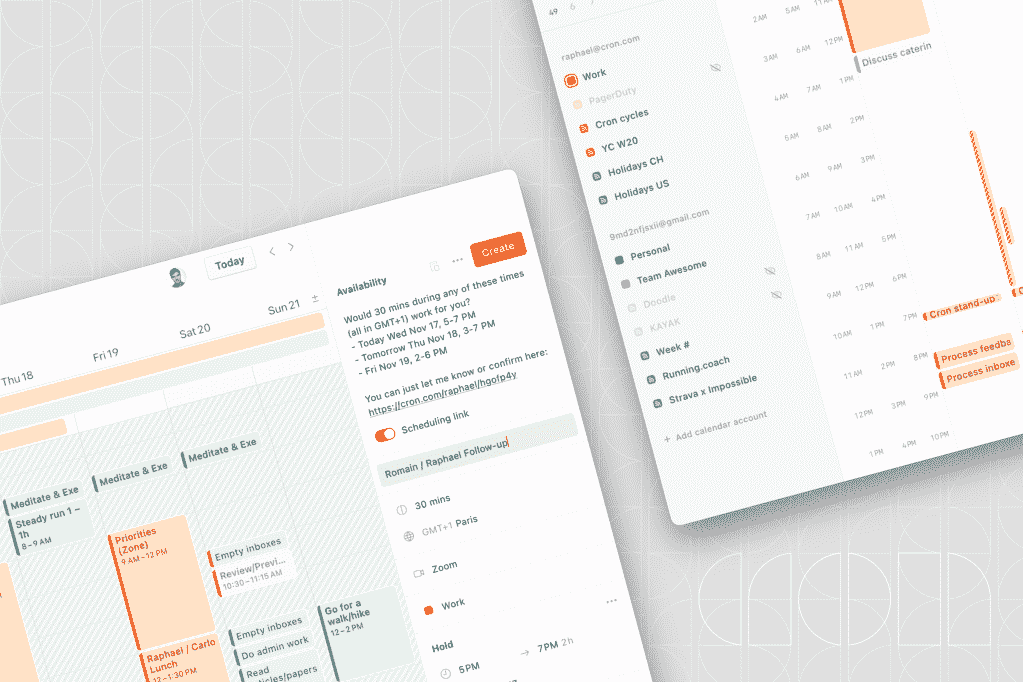 Today
Thu 18
Fri 19
Sat 20
Sun 21
Meditate & Exe
Meditate & Exe
Meditate & Exe
Steady run 1 –
1h
8 – 9 AM
Priorities
(Zone)
9 AM – 12 PM
Raphael / Carlo
Lunch
12 – 1:30 PM
Empty inboxes
Review/Previ...
10:30 – 11:15 AM
Empty inboxes
Do admin work
Read
Go for a
walk/hike
12 – 2 PM
Create
Availability
Would 30 mins during any of these times
(all in GMT+1) work for you?
- Today Wed Nov 17, 5-7 PM
- Tomorrow Thu Nov 18, 3-7 PM
- Fri Nov 19, 2-6 PM
You can just let me know or confirm here:
https://cron.com/raphael/hgofp4y
Scheduling link
Romain / Raphael Follow-up
30 mins
GMT+1 Paris
Zoom
Work
Hold
5 PM → 7 PM 2h
49 6
raphael@cron.com
Work
PagerDuty
Cron cycles
YC W20
Holidays CH
Holidays US
9md2nfjsxii@gmail.com
Personal
Team Awesome
Doodle
KAYAK
Week #
Running.coach
Strava x Impossible
+ Add calendar account
2 AM 5 AM
3 AM 6 AM 12 PM
4 AM 7 AM 1 PM
5 AM 8 AM 2 PM
6 AM 9 AM 3 PM
7 AM 10 AM 4 PM
8 AM 11 AM 5 PM
9 AM 12 PM 6 PM
10 AM 1 PM 7 PM
11 AM 2 PM 8 PM
12 PM 3 PM 9 PM
1 PM 4 PM 10 PM
Discuss caterin
Cron stand-up
Process feedba
Process inboxe